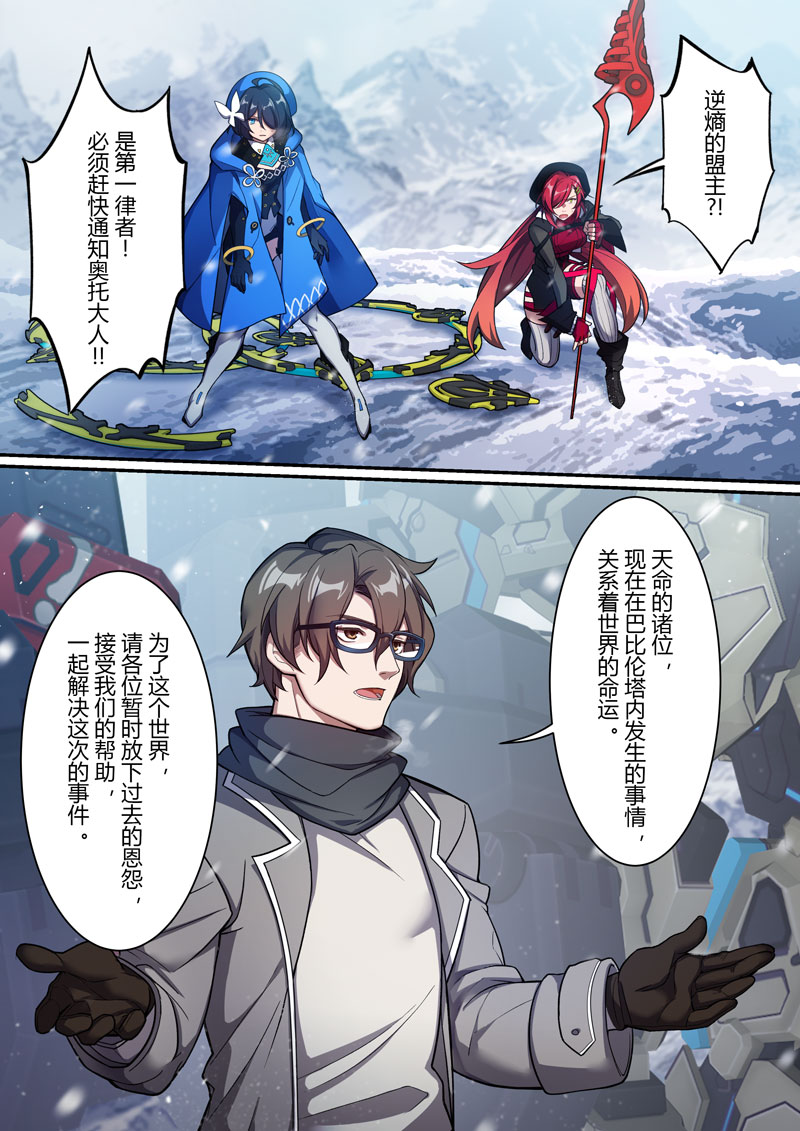 逆熵的盟主?!
是第一律者！
必须赶快通知奥托大人!!
天命的诸位，
现在在巴比伦塔内发生的事情，
关系着世界的命运。
为了这个世界，
请各位暂时放下过去的恩怨，
接受我们的帮助，
一起解决这次的事件。